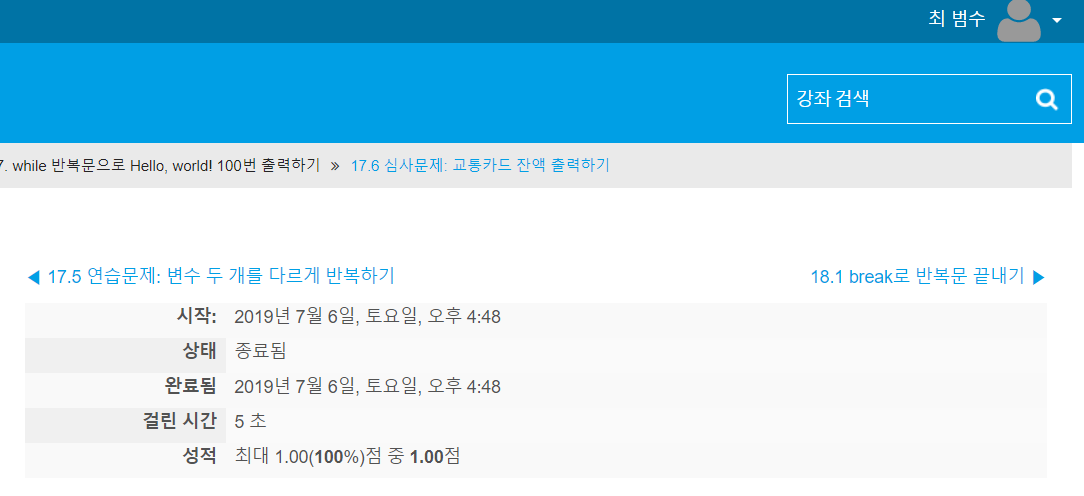 최 범수
강좌 검색
7. while 반복문으로 Hello, world! 100번 출력하기 » 17.6 심사문제: 교통카드 잔액 출력하기
◀ 17.5 연습문제: 변수 두 개를 다르게 반복하기
18.1 break로 반복문 끝내기 ▶
시작: 2019년 7월 6일, 토요일, 오후 4:48
상태 종료됨
완료됨 2019년 7월 6일, 토요일, 오후 4:48
걸린 시간 5 초
성적 최대 1.00(100%)점 중 1.00점